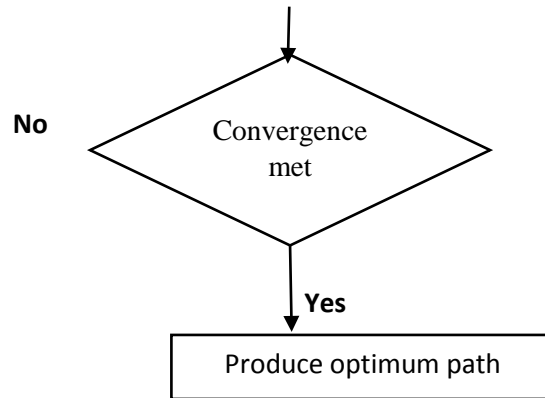 No
Convergence
met
Yes
Produce optimum path